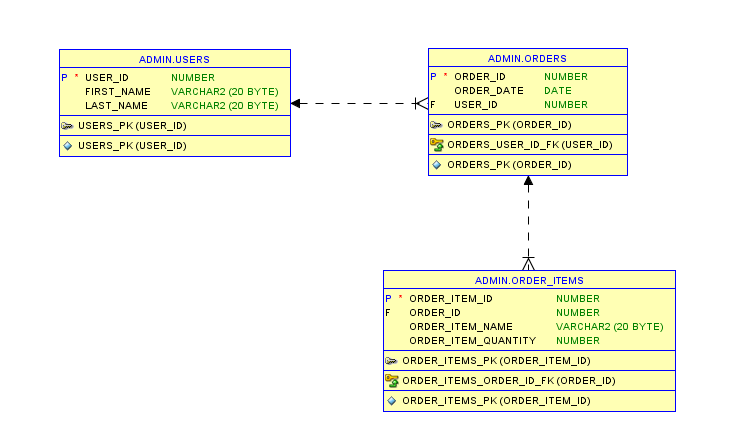 ADMIN.USERS
P * USER_ID NUMBER
FIRST_NAME VARCHAR2 (20 BYTE)
LAST_NAME VARCHAR2 (20 BYTE)
USERS_PK (USER_ID)
USERS_PK (USER_ID)
ADMIN.ORDERS
P * ORDER_ID NUMBER
ORDER_DATE DATE
F USER_ID NUMBER
ORDERS_PK (ORDER_ID)
ORDERS_USER_ID_FK (USER_ID)
ORDERS_PK (ORDER_ID)
ADMIN.ORDER_ITEMS
P * ORDER_ITEM_ID NUMBER
F ORDER_ID NUMBER
ORDER_ITEM_NAME VARCHAR2 (20 BYTE)
ORDER_ITEM_QUANTITY NUMBER
ORDER_ITEMS_PK (ORDER_ITEM_ID)
ORDER_ITEMS_ORDER_ID_FK (ORDER_ID)
ORDER_ITEMS_PK (ORDER_ITEM_ID)